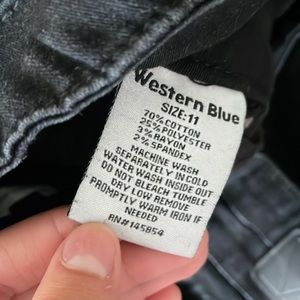 Western Blue
SIZE:11
70% COTTON
25% POLYESTER
3% RAYON
2% SPANDEX
MACHINE WASH
SEPARATELY IN COLD
WATER WASH INSIDE OUT
DO NOT BLEACH TUMBLE
DRY LOW REMOVE
PROMPTLY WARM IRON IF
NEEDED
RN#145854